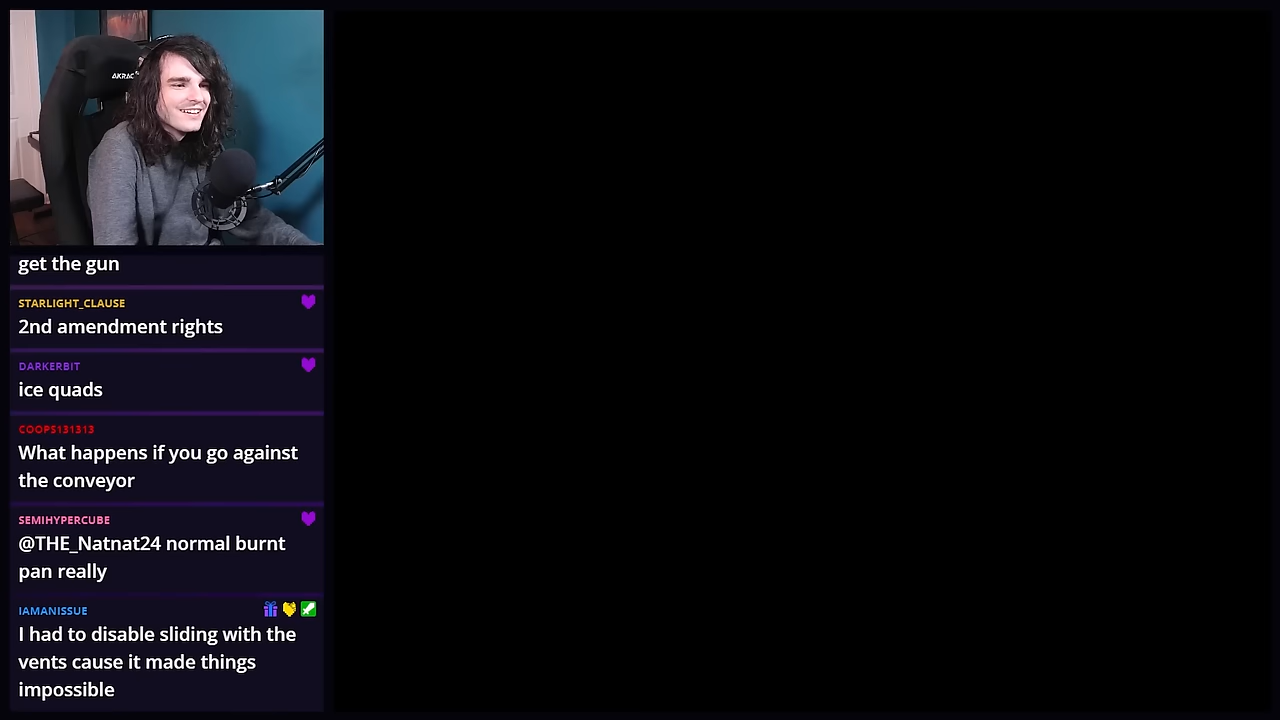 AKRAC
get the gun
STARLIGHT_CLAUSE
2nd amendment rights
DARKERBIT
ice quads
COOPS131313
What happens if you go against
the conveyor
SEMIHYPERCUBE
@THE_Natnat24 normal burnt
pan really
IAMANISSUE
I had to disable sliding with the
vents cause it made things
impossible